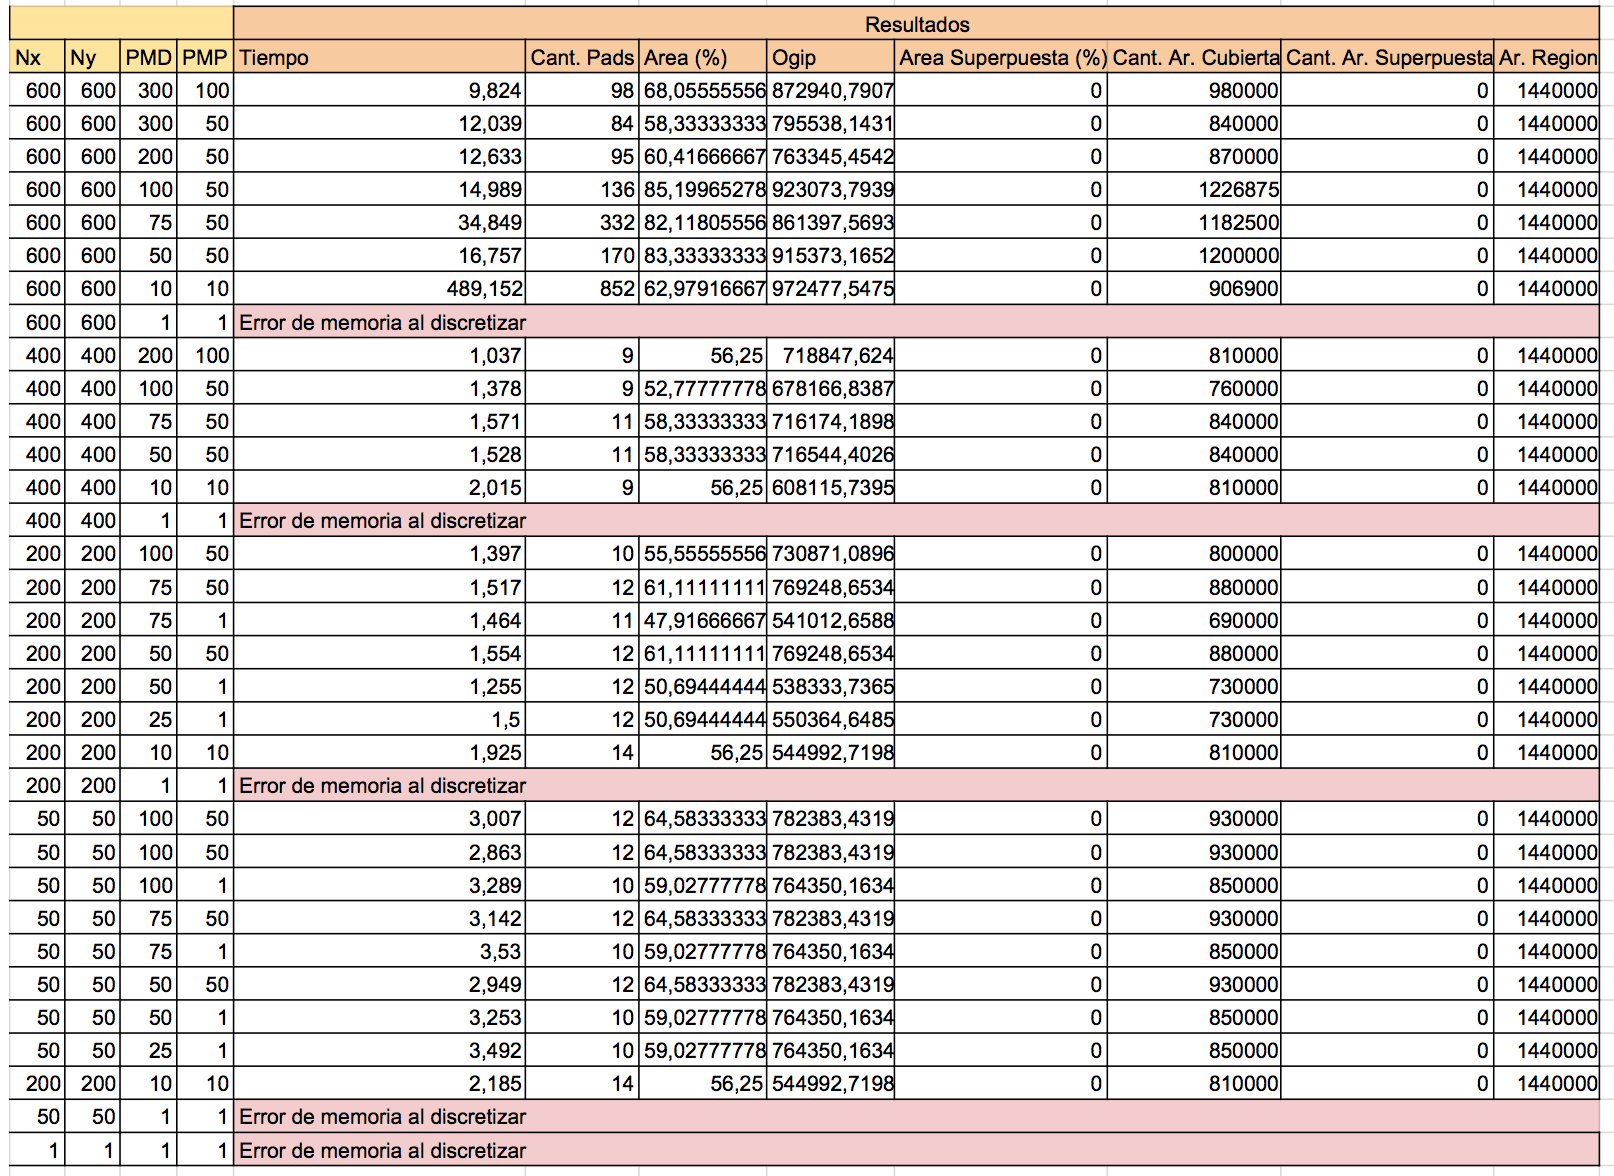 Resultados
Nx Ny PMD PMP Tiempo Cant. Pads Area (%) Ogip Area Superpuesta (%) Cant. Ar. Cubierta Cant. Ar. Superpuesta Ar. Region
600 600 300 100 9,824 98 68,05555556 872940,7907 0 980000 0 1440000
600 600 300 50 12,039 84 58,33333333 795538,1431 0 840000 0 1440000
600 600 200 50 12,633 95 60,41666667 763345,4542 0 870000 0 1440000
600 600 100 50 14,989 136 85,19965278 923073,7939 0 1226875 0 1440000
600 600 75 50 34,849 332 82,11805556 861397,5693 0 1182500 0 1440000
600 600 50 50 16,757 170 83,33333333 915373,1652 0 1200000 0 1440000
600 600 10 10 489,152 852 62,97916667 972477,5475 0 906900 0 1440000
600 600 1 1 Error de memoria al discretizar
400 400 200 100 1,037 9 56,25 718847,624 0 810000 0 1440000
400 400 100 50 1,378 9 52,77777778 678166,8387 0 760000 0 1440000
400 400 75 50 1,571 11 58,33333333 716174,1898 0 840000 0 1440000
400 400 50 50 1,528 11 58,33333333 716544,4026 0 840000 0 1440000
400 400 10 10 2,015 9 56,25 608115,7395 0 810000 0 1440000
400 400 1 1 Error de memoria al discretizar
200 200 100 50 1,397 10 55,55555556 730871,0896 0 800000 0 1440000
200 200 75 50 1,517 12 61,11111111 769248,6534 0 880000 0 1440000
200 200 75 1 1,464 11 47,91666667 541012,6588 0 690000 0 1440000
200 200 50 50 1,554 12 61,11111111 769248,6534 0 880000 0 1440000
200 200 50 1 1,255 12 50,69444444 538333,7365 0 730000 0 1440000
200 200 25 1 1,5 12 50,69444444 550364,6485 0 730000 0 1440000
200 200 10 10 1,925 14 56,25 544992,7198 0 810000 0 1440000
200 200 1 1 Error de memoria al discretizar
50 50 100 50 3,007 12 64,58333333 782383,4319 0 930000 0 1440000
50 50 100 50 2,863 12 64,58333333 782383,4319 0 930000 0 1440000
50 50 100 1 3,289 10 59,02777778 764350,1634 0 850000 0 1440000
50 50 75 50 3,142 12 64,58333333 782383,4319 0 930000 0 1440000
50 50 75 1 3,53 10 59,02777778 764350,1634 0 850000 0 1440000
50 50 50 50 2,949 12 64,58333333 782383,4319 0 930000 0 1440000
50 50 50 1 3,253 10 59,02777778 764350,1634 0 850000 0 1440000
50 50 25 1 3,492 10 59,02777778 764350,1634 0 850000 0 1440000
200 200 10 10 2,185 14 56,25 544992,7198 0 810000 0 1440000
50 50 1 1 Error de memoria al discretizar
1 1 1 1 Error de memoria al discretizar